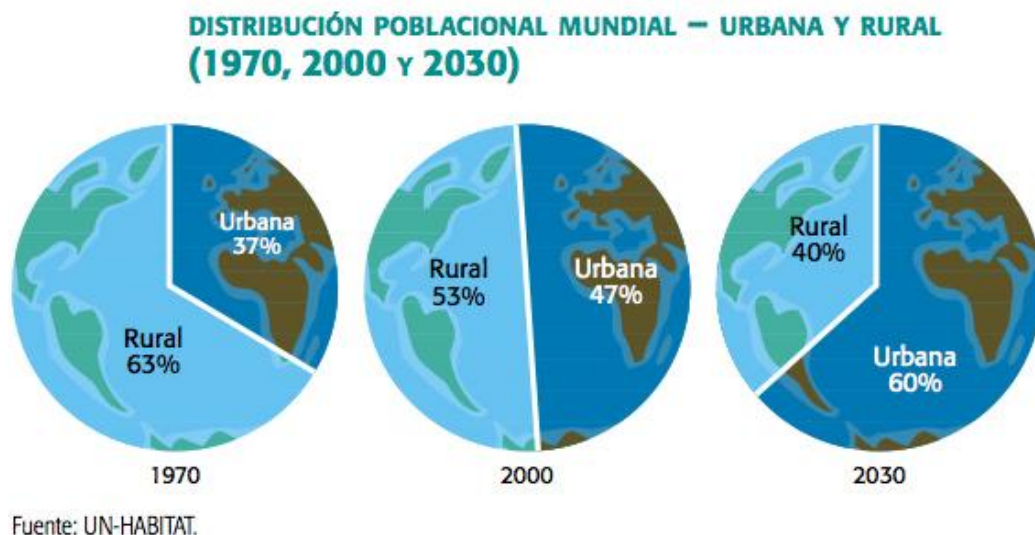 DISTRIBUCIÓN POBLACIONAL MUNDIAL – URBANA Y RURAL
(1970, 2000 Y 2030)
Urbana
37%
Rural
63%
1970
Rural
53%
Urbana
47%
2000
Rural
40%
Urbana
60%
2030
Fuente: UN-HABITAT.